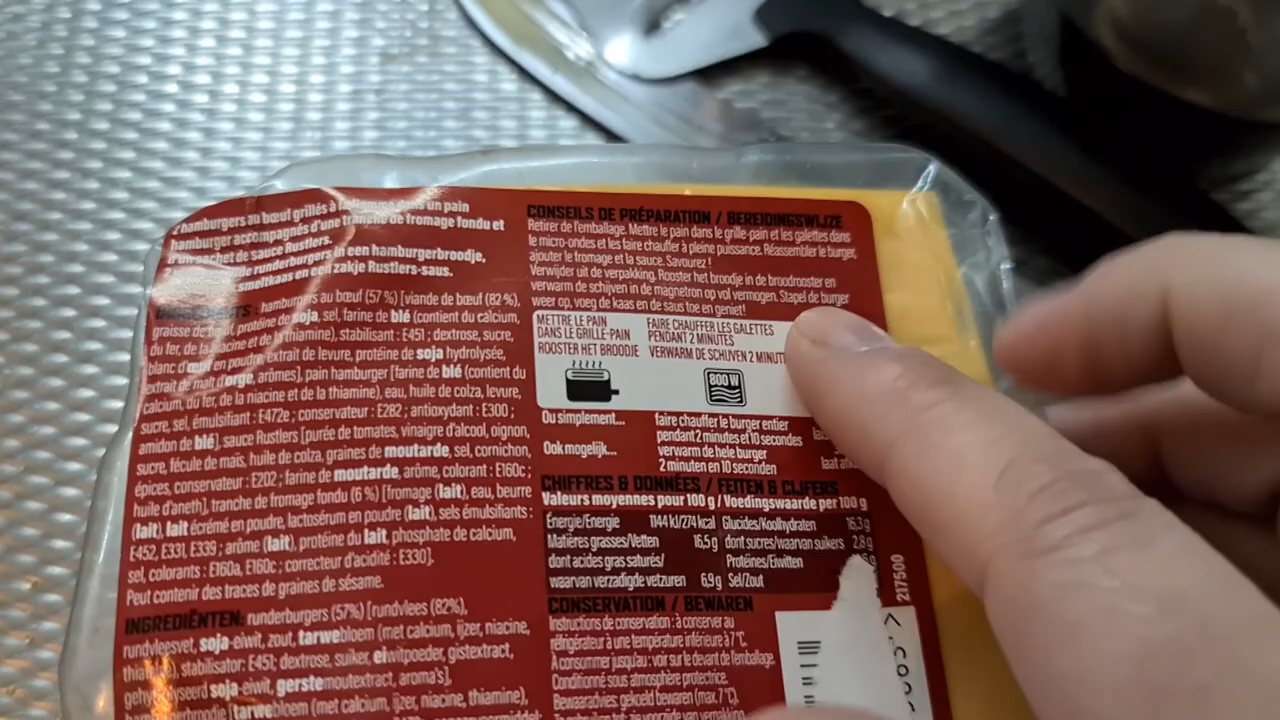 2 hamburgers au bœuf grillés à un pain
hamburger accompagnés d'une tranche de fromage fondu et
d'un sachet de sauce Rustlers.
2 de runderburgers in een hamburgerbroodje,
smeltkaas en een zakje Rustlers-saus.
: hamburgers au bœuf (57 %) [viande de bœuf (82 %),
graisse de bœuf, protéine de soja, sel, farine de blé (contient du calcium,
du fer, de la niacine et de la thiamine), stabilisant : E451 ; dextrose, sucre,
blanc d'œuf en poudre, extrait de levure, protéine de soja hydrolysée,
extrait de malt d'orge, arômes], pain hamburger [farine de blé (contient du
calcium, du fer, de la niacine et de la thiamine), eau, huile de colza, levure,
sucre, sel, émulsifiant : E472e ; conservateur : E282 ; antioxydant : E300 ;
amidon de blé], sauce Rustlers [purée de tomates, vinaigre d'alcool, oignon,
sucre, fécule de maïs, huile de colza, graines de moutarde, sel, cornichon,
épices, conservateur : E202 ; farine de moutarde, arôme, colorant : E160c ;
huile d'aneth], tranche de fromage fondu (6 %) [fromage (lait), eau, beurre
(lait), lait écrémé en poudre, lactosérum en poudre (lait), sels émulsifiants :
E452, E331, E339 ; arôme (lait), protéine du lait, phosphate de calcium,
sel, colorants : E160a, E160c ; correcteur d'acidité : E330].
Peut contenir des traces de graines de sésame.
INGREDIËNTEN: runderburgers (57%) [rundvlees (82%),
rundvleesvet, soja-eiwit, zout, tarwebloem (met calcium, ijzer, niacine,
stabilisator: E451; dextrose, suiker, eiwitpoeder, gistextract,
soja-eiwit, gerstemoutextract, aroma's],
[tarwebloem (met calcium, ijzer, niacine, thiamine),
CONSEILS DE PRÉPARATION / BEREIDINGSWIJZE
Retirer de l'emballage. Mettre le pain dans le grille-pain et les galettes dans
le micro-ondes et les faire chauffer à pleine puissance. Réassembler le burger,
ajouter le fromage et la sauce. Savourez !
Verwijder uit de verpakking. Rooster het broodje in de broodrooster en
verwarm de schijven in de magnetron op vol vermogen. Stapel de burger
weer op, voeg de kaas en de saus toe en geniet!
METTRE LE PAIN
DANS LE GRILLE-PAIN
ROOSTER HET BROODJE
FAIRE CHAUFFER LES GALETTES
PENDANT 2 MINUTES
VERWARM DE SCHIJVEN 2
800 W
Ou simplement... faire chauffer le burger entier
pendant 2 minutes et 10 secondes
Ook mogelijk... verwarm de hele burger
2 minuten en 10 seconden laat
CHIFFRES & DONNÉES / FEITEN & CIJFERS
Valeurs moyennes pour 100 g / Voedingswaarde per 100 g
Énergie/Energie 1144 kJ/274 kcal Glucides/Koolhydraten 16,3 g
Matières grasses/Vetten 16,5 g dont sucres/waarvan suikers 2,8 g
dont acides gras saturés/ Protéines/Eiwitten
waarvan verzadigde vetzuren 6,9 g Sel/Zout
CONSERVATION / BEWAREN
Instructions de conservation : à conserver au
réfrigérateur à une température inférieure à 7 °C.
À consommer jusqu'au : voir sur le devant de l'emballage.
Conditionné sous atmosphère protectrice.
Bewaaradvies: gekoeld bewaren (max. 7 °C).
217500